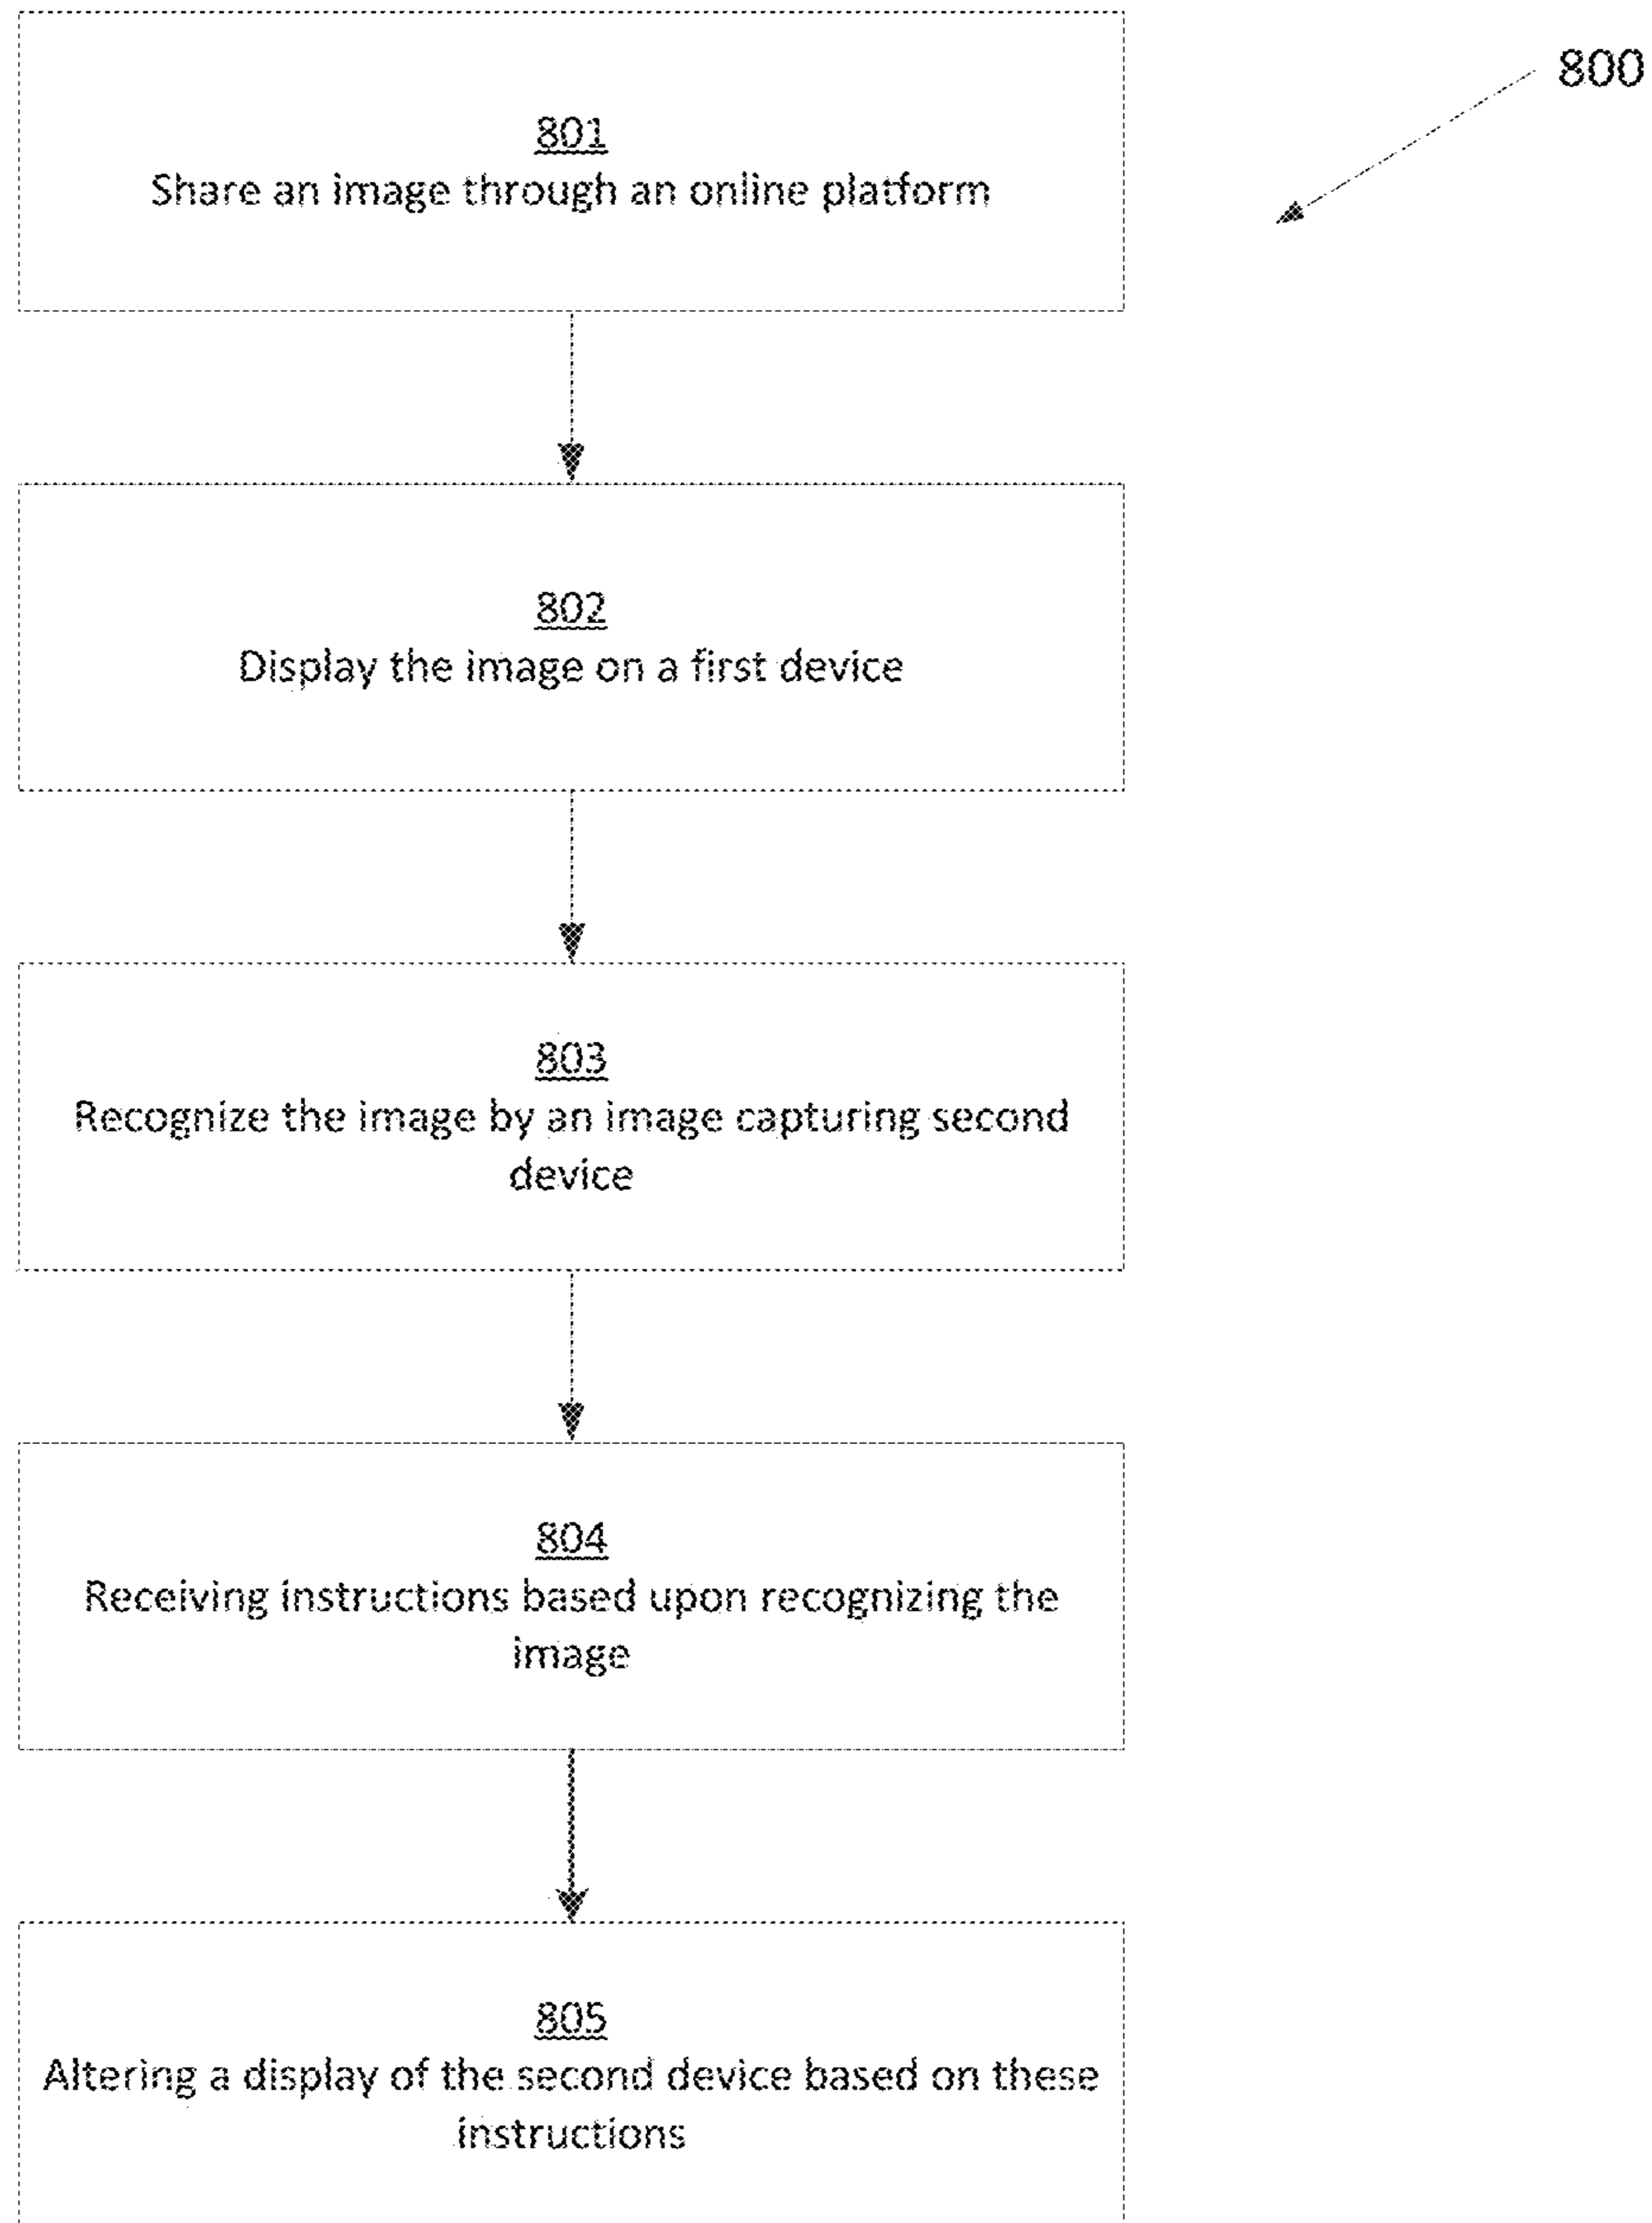 800
801
Share an image through an online platform
802
Display the image on a first device
803
Recognize the image by an image capturing second
device
804
Receiving instructions based upon recognizing the
image
805
Altering a display of the second device based on these
instructions